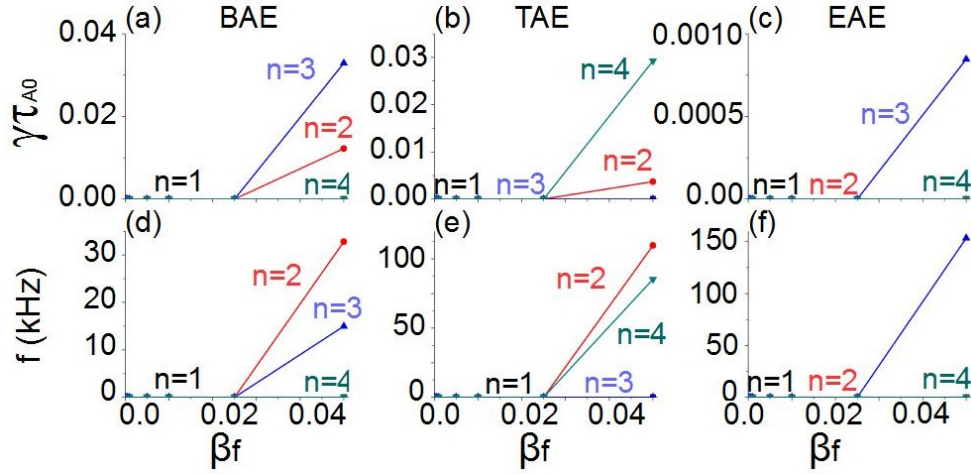 (a) BAE
(b) TAE
(c) EAE
γτA0
0.04
0.02
0.00
n=3
n=2
n=1
n=4
0.03
0.02
0.01
0.00
n=4
n=2
n=1
n=3
0.0010
0.0005
0.00
n=3
n=1
n=2
n=4
(d)
(e)
(f)
f (kHz)
30
20
10
0
n=2
n=3
n=1
n=4
0.0
0.02
0.04
βf
100
50
0
n=2
n=4
n=1
n=3
0.0
0.02
0.04
βf
150
100
50
0
n=1
n=2
n=4
0.0
0.02
0.04
βf